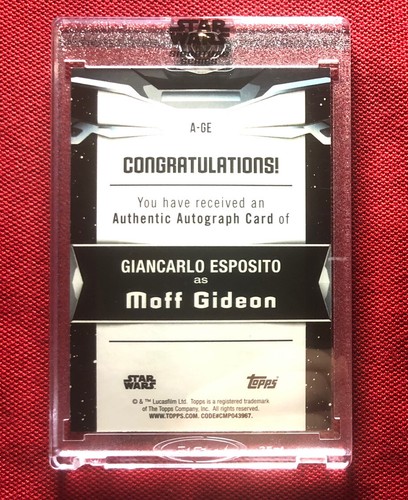 STAR
WARS
A-GE
CONGRATULATIONS!
You have received an
Authentic Autograph Card of
GIANCARLO ESPOSITO
as
Moff Gideon
STAR
WARS
topps
© & ™ Lucasfilm Ltd. Topps is a registered trademark
of The Topps Company, Inc. All rights reserved.
WWW.TOPPS.COM. CODE#CMP043967.